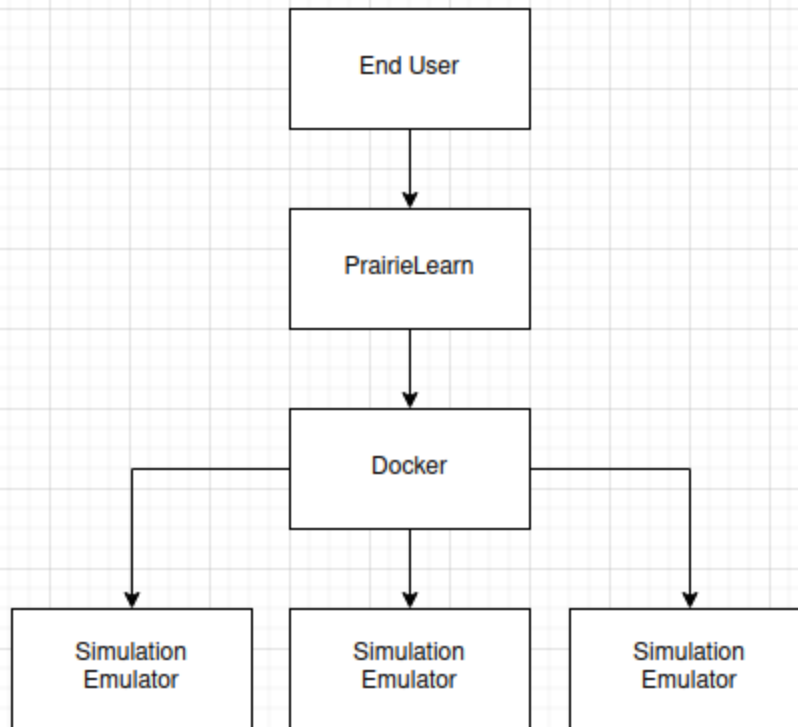 End User
PrairieLearn
Docker
Simulation
Emulator
Simulation
Emulator
Simulation
Emulator